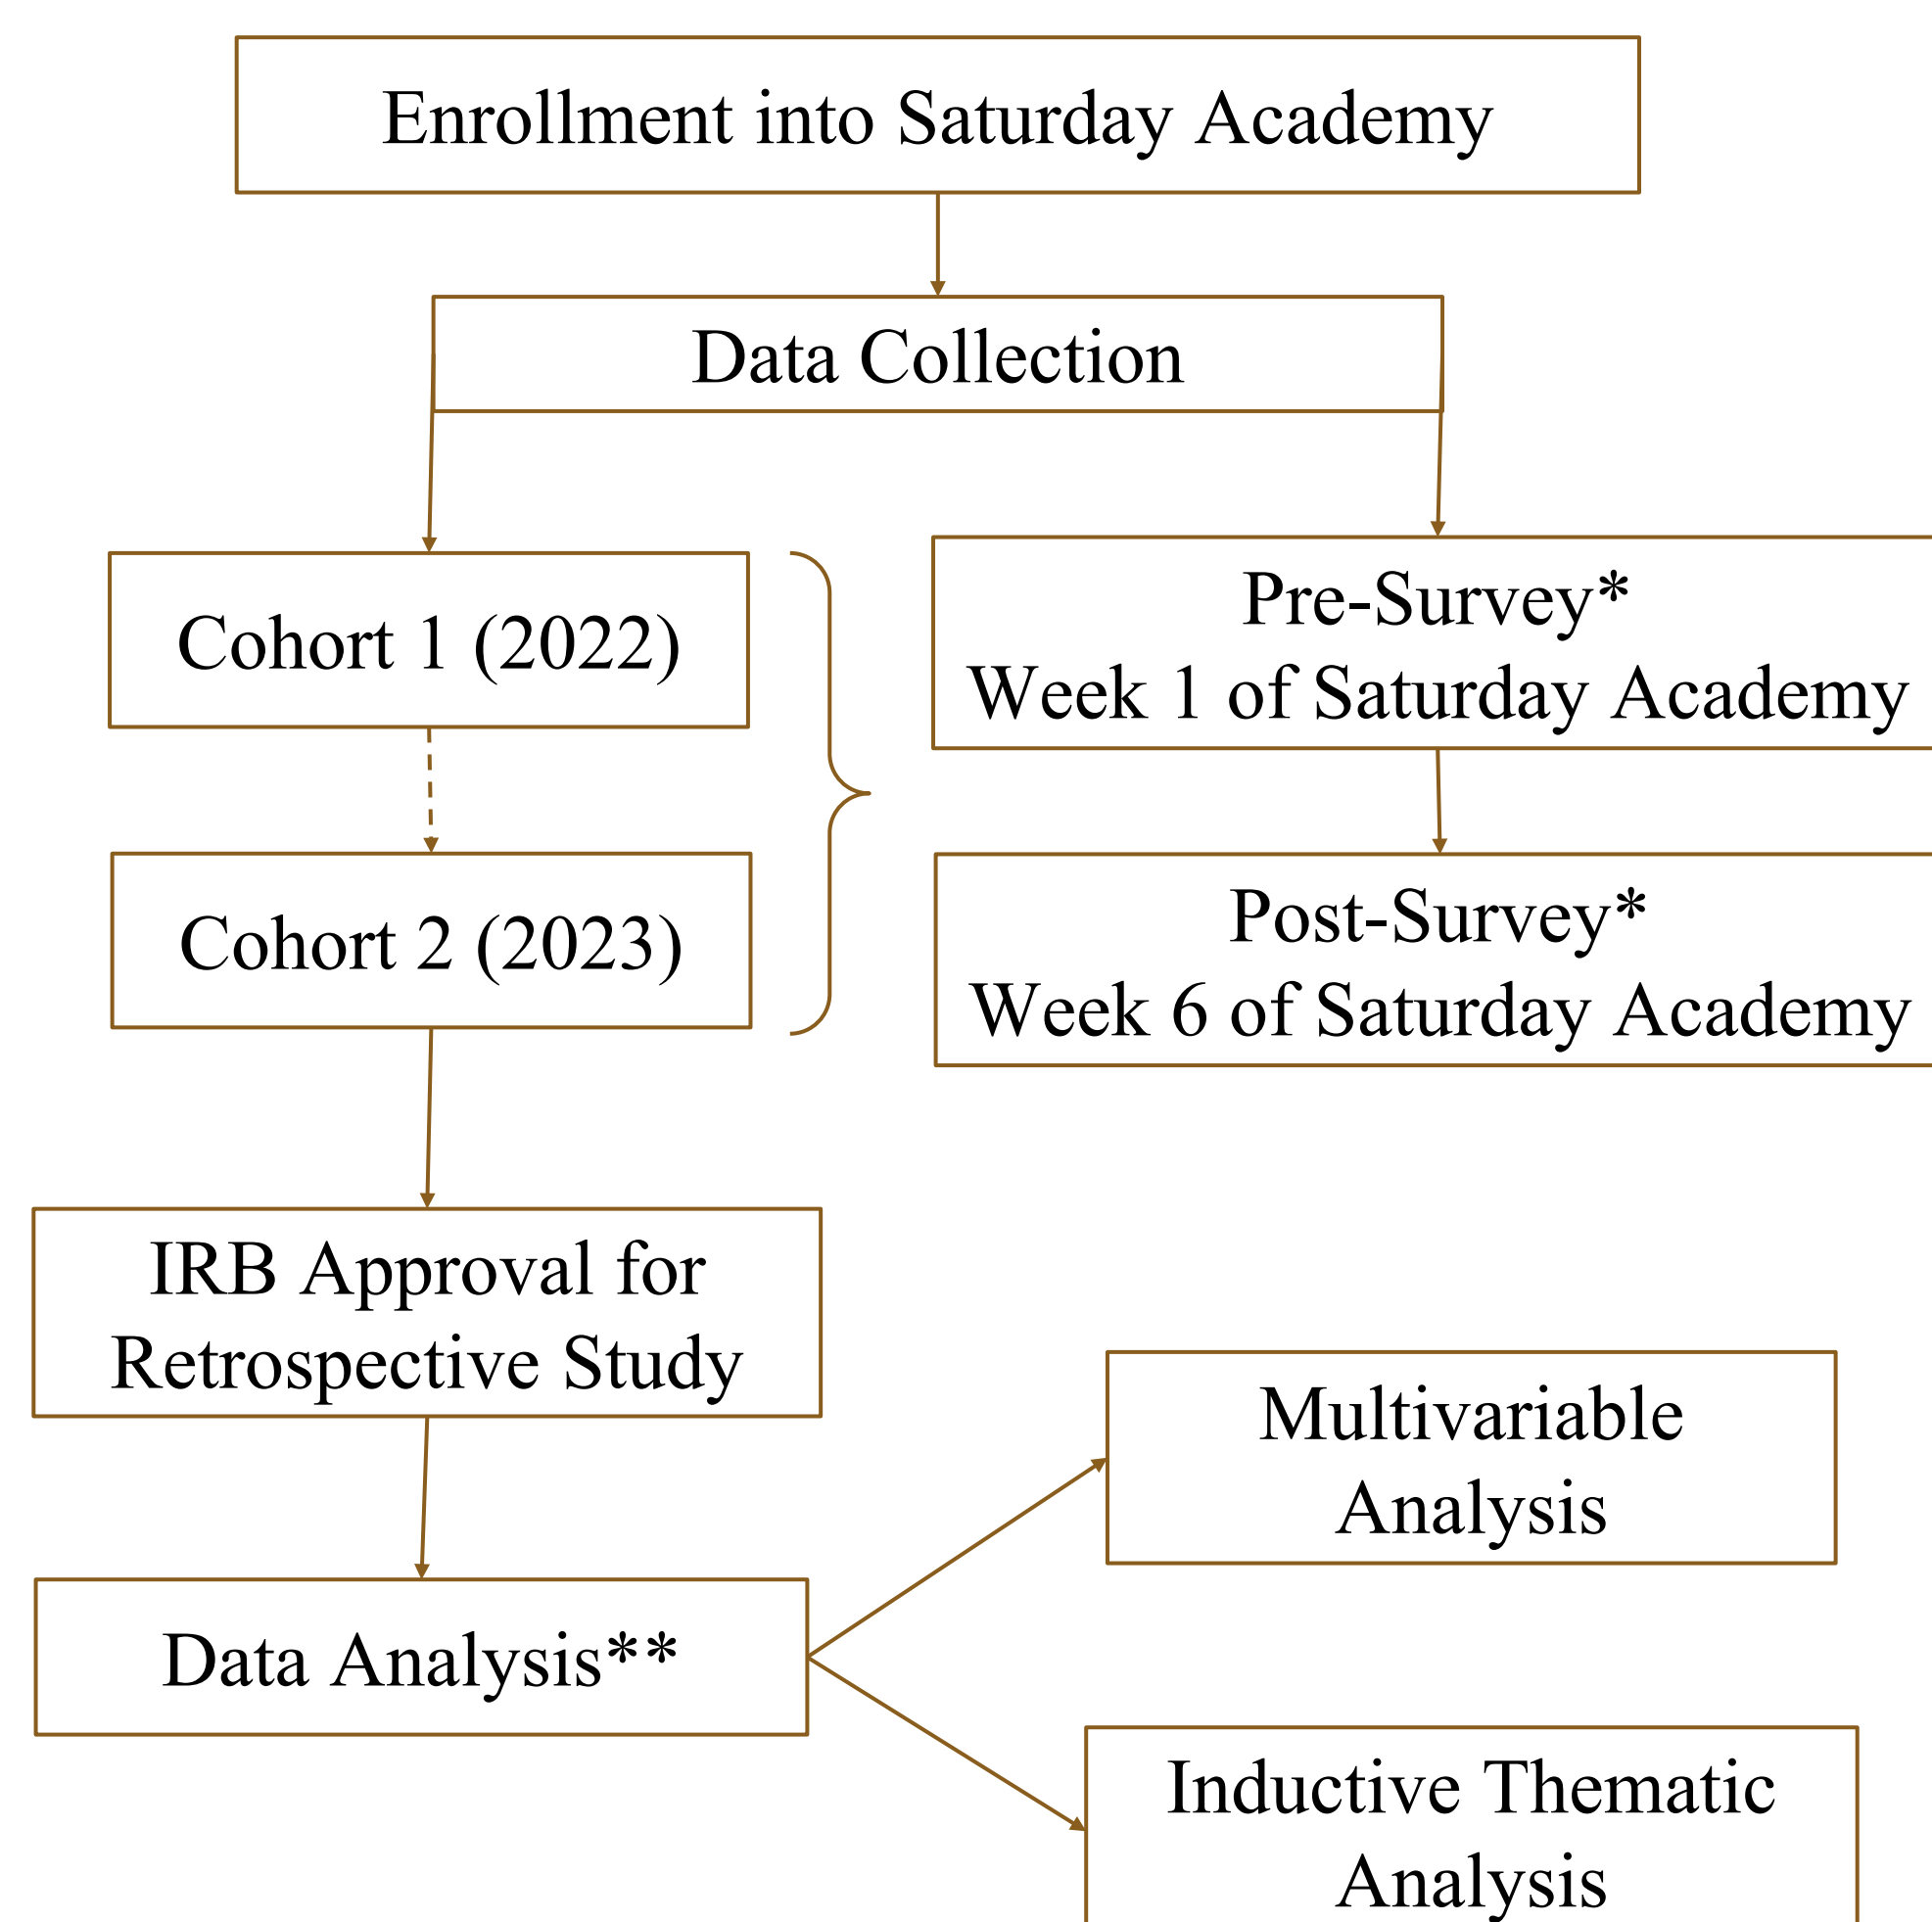 Enrollment into Saturday Academy
Data Collection
Cohort 1 (2022)
Cohort 2 (2023)
Pre-Survey*
Week 1 of Saturday Academy
Post-Survey*
Week 6 of Saturday Academy
IRB Approval for
Retrospective Study
Data Analysis**
Multivariable
Analysis
Inductive Thematic
Analysis